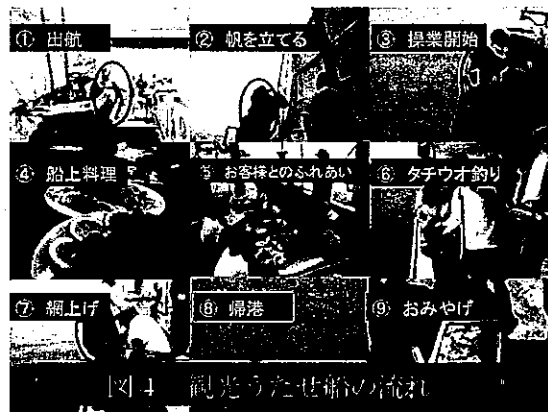 ① 出航
② 帆を立てる
③ 操業開始
④ 船上料理
⑤ お客様とのふれあい
⑥ タチウオ釣り
⑦ 網上げ
⑧ 帰港
⑨ おみやげ
図4 観光うたせ船の流れ